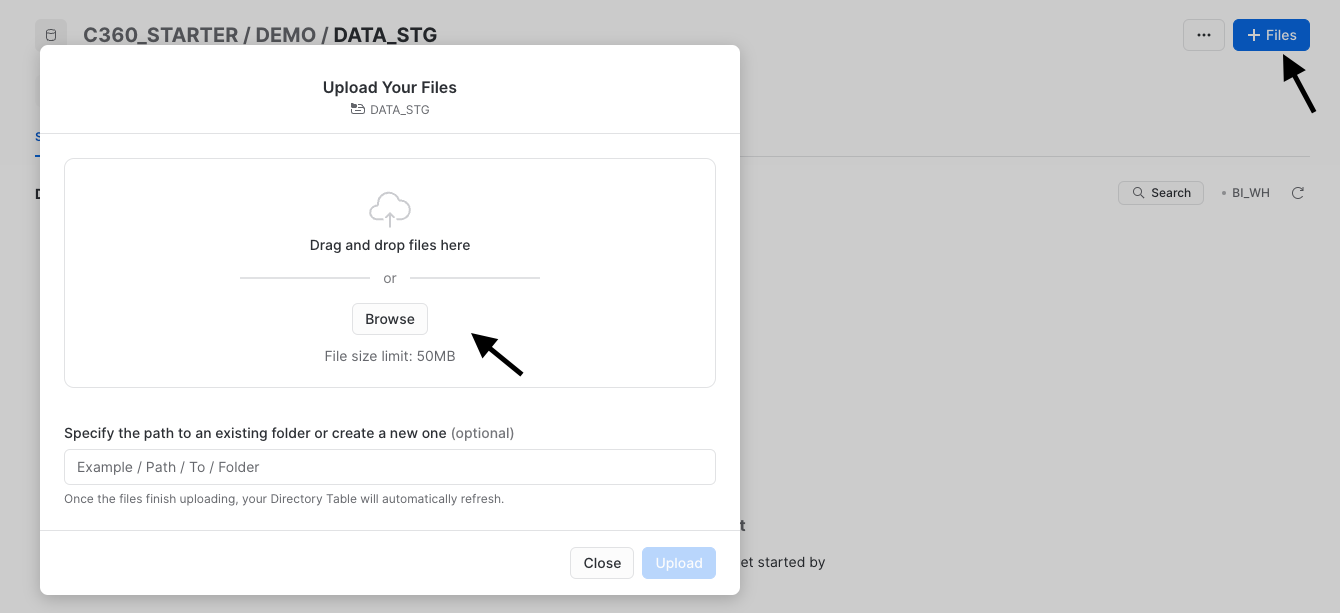 C360_STARTER / DEMO / DATA_STG
... + Files
Upload Your Files
DATA_STG
Drag and drop files here
or
Browse
File size limit: 50MB
Search
BI_WH
Specify the path to an existing folder or create a new one (optional)
Example / Path / To / Folder
Once the files finish uploading, your Directory Table will automatically refresh.
et started by
Close
Upload